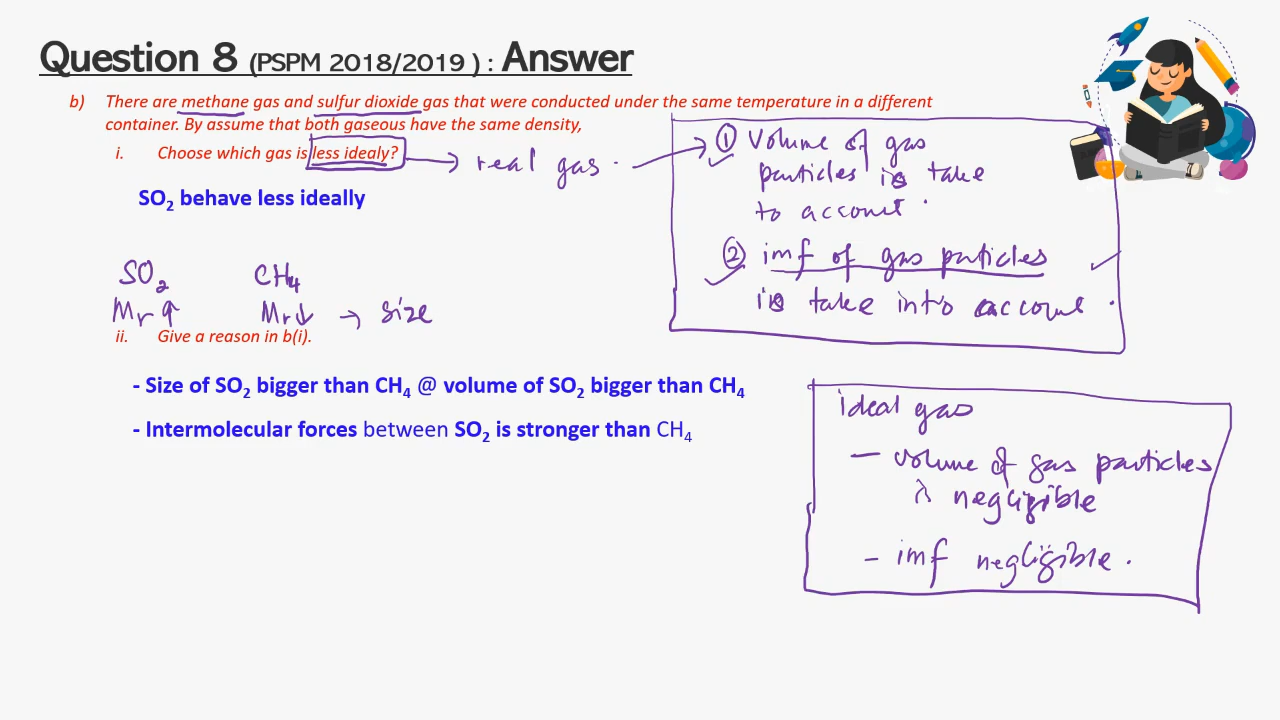 Question 8 (PSPM 2018/2019 ) : Answer
b) There are methane gas and sulfur dioxide gas that were conducted under the same temperature in a different
container. By assume that both gaseous have the same density,
i. Choose which gas is less idealy? → real gas .
SO₂ behave less ideally
① Volume of gas
particles is take
to account .
② imf of gas particles
is take into account .
SO₂ CH₄
Mr↑ Mr↓ → size
ii. Give a reason in b(i).
- Size of SO₂ bigger than CH₄ @ volume of SO₂ bigger than CH₄
- Intermolecular forces between SO₂ is stronger than CH₄
ideal gas
- volume of gas particles
is negligible
- imf negligible .